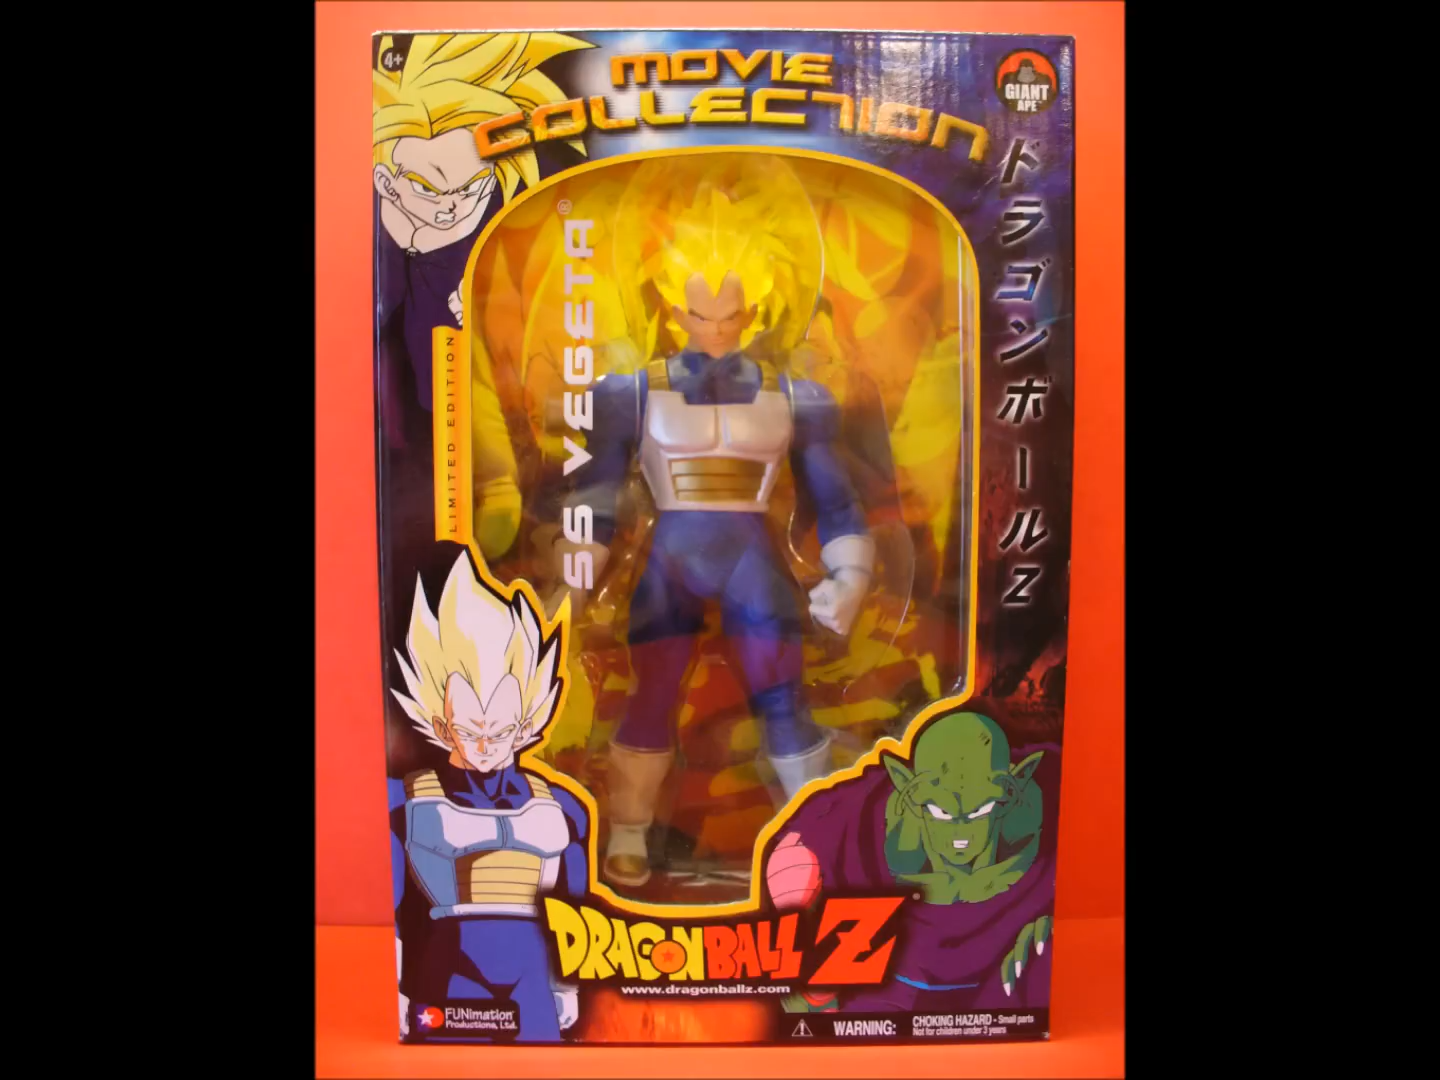 4+
MOVIE
COLLECTION
GIANT
APE™
ドラゴンボールZ
SS VEGETA®
LIMITED EDITION
DRAGONBALL Z
www.dragonballz.com
FUNimation
Productions, Ltd.
WARNING:
CHOKING HAZARD - Small parts
Not for children under 3 years